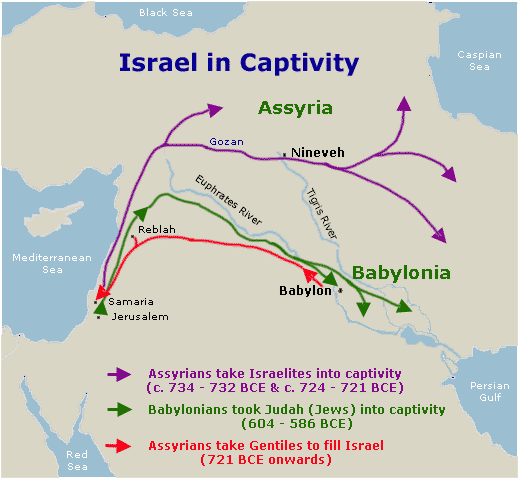 Black Sea
Caspian
Sea
Israel in Captivity
Assyria
Gozan
Nineveh
Euphrates River
Tigris River
Reblah
Mediterranean
Sea
Babylonia
Babylon
Samaria
Jerusalem
Assyrians take Israelites into captivity
(c. 734 - 732 BCE & c. 724 - 721 BCE)
Babylonians took Judah (Jews) into captivity
(604 - 586 BCE)
Assyrians take Gentiles to fill Israel
(721 BCE onwards)
Persian
Gulf
Red
Sea